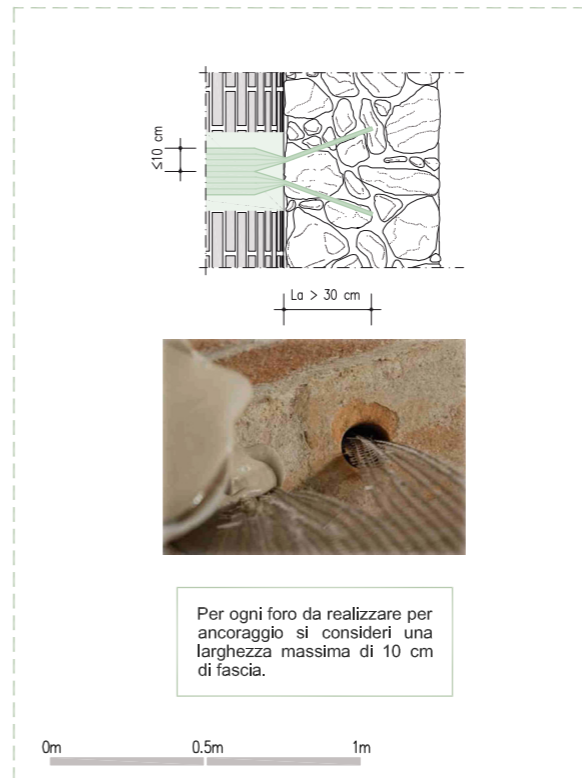 ≤10 cm
La > 30 cm
Per ogni foro da realizzare per
ancoraggio si consideri una
larghezza massima di 10 cm
di fascia.
0m 0.5m 1m